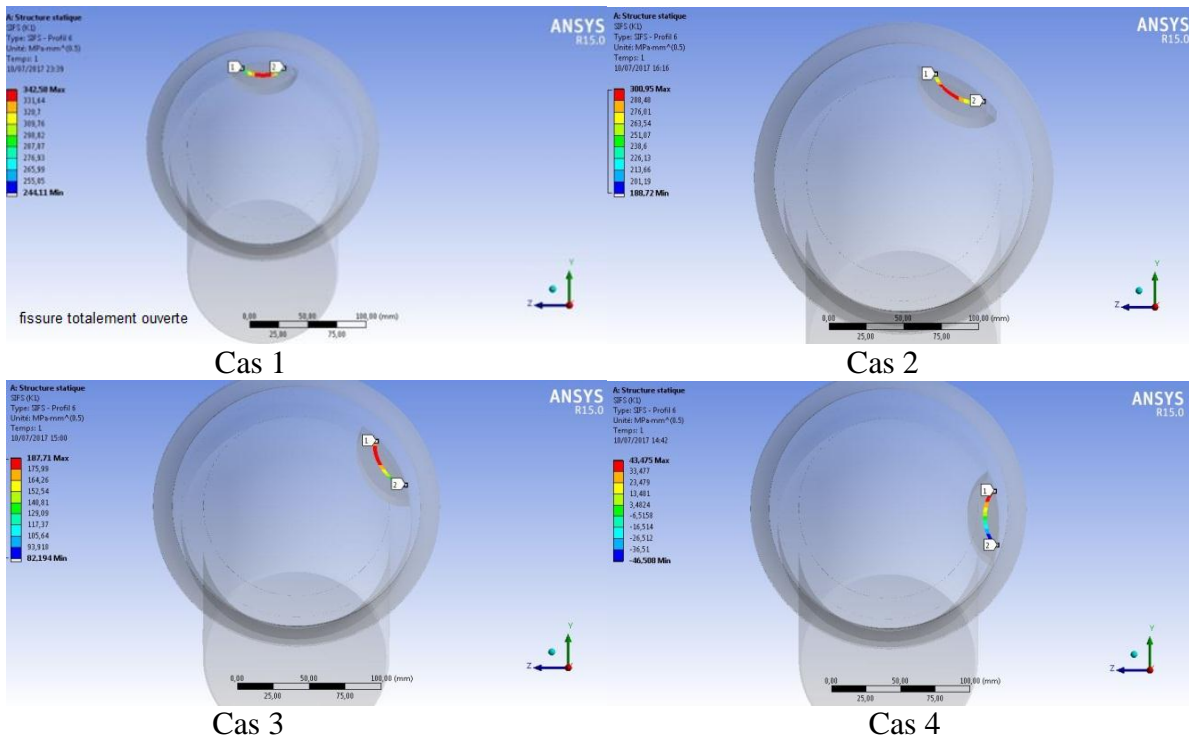 A: Structure statique
SIFS (K1)
Type: SIFS - Profil 6
Unité: MPa·mm^(0.5)
Temps: 1
10/07/2017 23:39
342,58 Max
331,64
320,7
309,76
298,82
287,87
276,93
265,99
255,05
244,11 Min
ANSYS
R15.0
1
2
Y
Z
fissure totalement ouverte
0,00
50,00
100,00 (mm)
25,00
75,00
Cas 1
A: Structure statique
SIFS (K1)
Type: SIFS - Profil 6
Unité: MPa·mm^(0.5)
Temps: 1
10/07/2017 16:16
300,95 Max
288,48
276,01
263,54
251,07
238,6
226,13
213,66
201,19
188,72 Min
ANSYS
R15.0
1
2
Y
Z
0,00
50,00
100,00 (mm)
25,00
75,00
Cas 2
A: Structure statique
SIFS (K1)
Type: SIFS - Profil 6
Unité: MPa·mm^(0.5)
Temps: 1
10/07/2017 15:00
187,71 Max
175,99
164,26
152,54
140,81
129,09
117,37
105,64
93,918
82,194 Min
ANSYS
R15.0
1
2
Y
Z
0,00
50,00
100,00 (mm)
25,00
75,00
Cas 3
A: Structure statique
SIFS (K1)
Type: SIFS - Profil 6
Unité: MPa·mm^(0.5)
Temps: 1
10/07/2017 14:42
43,475 Max
33,477
23,479
13,481
3,4824
-6,5158
-16,514
-26,512
-36,51
-46,508 Min
ANSYS
R15.0
1
2
Y
Z
0,00
50,00
100,00 (mm)
25,00
75,00
Cas 4